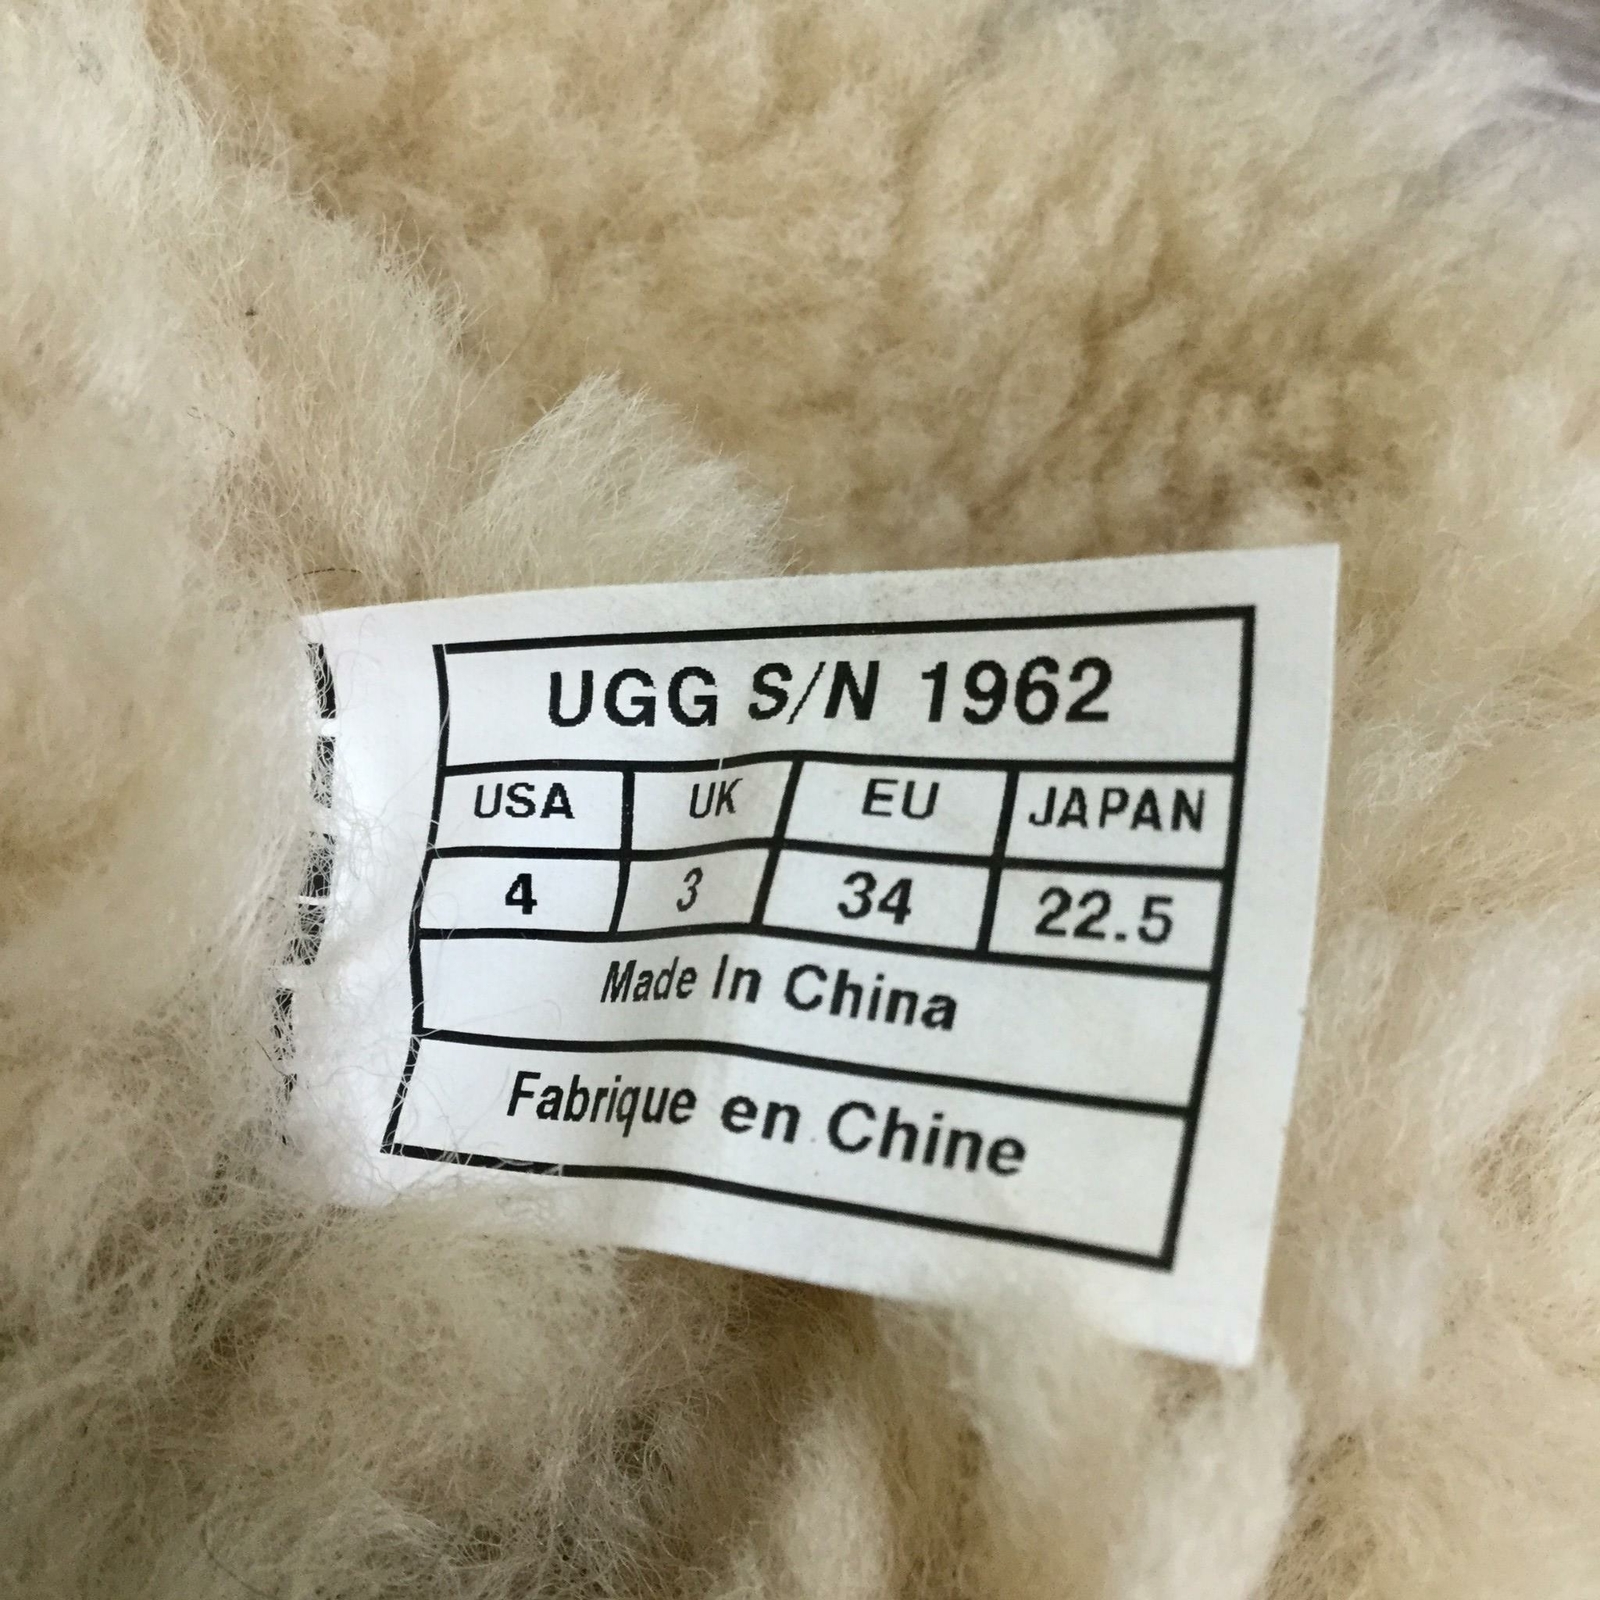 UGG S/N 1962
USA UK EU JAPAN
4 3 34 22.5
Made In China
Fabrique en Chine